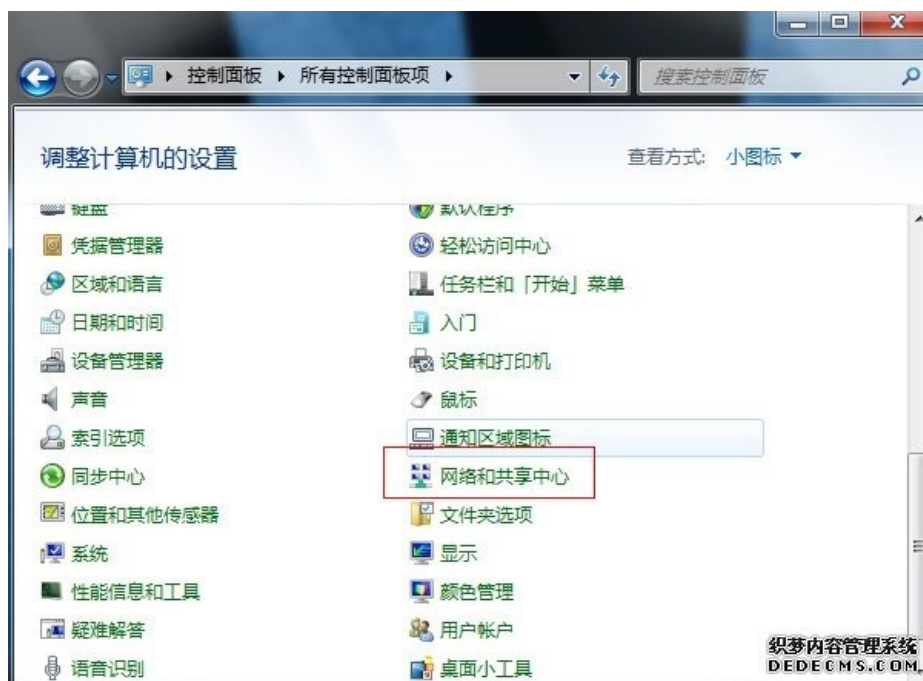 控制面板 ▸ 所有控制面板项 ▸
搜索控制面板
调整计算机的设置
查看方式: 小图标
键盘
默认程序
凭据管理器
轻松访问中心
区域和语言
任务栏和「开始」菜单
日期和时间
入门
设备管理器
设备和打印机
声音
鼠标
索引选项
通知区域图标
同步中心
网络和共享中心
位置和其他传感器
文件夹选项
系统
显示
性能信息和工具
颜色管理
疑难解答
用户帐户
语音识别
桌面小工具
织梦内容管理系统
DEDECMS.COM